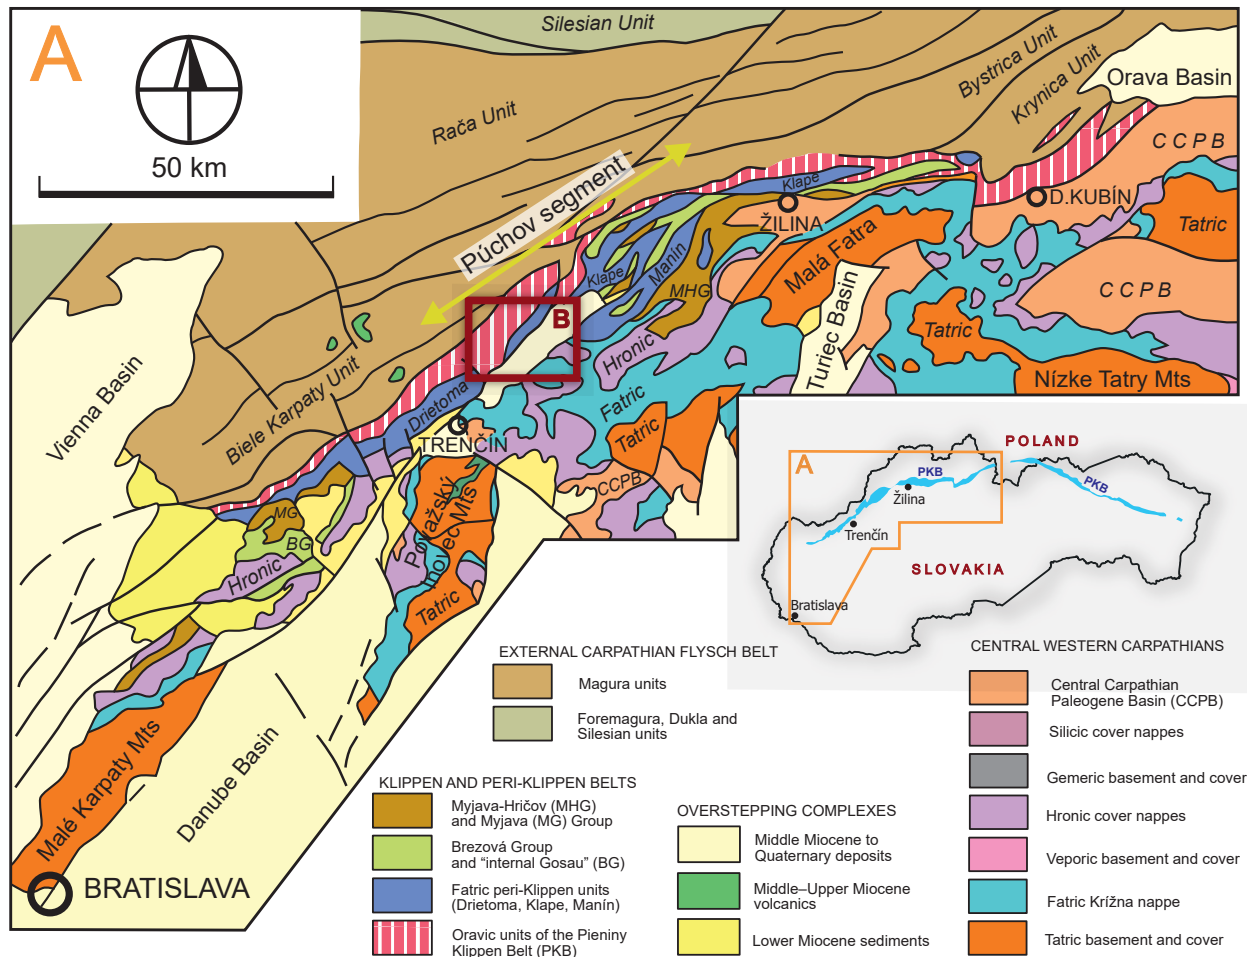 A
50 km
Silesian Unit
Rača Unit
Bystrica Unit
Krynica Unit
Orava Basin
CCPB
Púchov segment
Klape
ŽILINA
D.KUBÍN
Tatric
Malá Fatra
Klape
Manín
MHG
CCPB
B
Hronic
Turiec Basin
Tatric
Nízke Tatry Mts
Vienna Basin
Biele Karpaty Unit
Drietoma
Fatric
Tatric
TRENČÍN
CCPB
MG
BG
Hronic
Považský
Inovec Mts
Tatric
Malé Karpaty Mts
Danube Basin
BRATISLAVA
A
POLAND
PKB
PKB
Žilina
Trenčín
SLOVAKIA
Bratislava
EXTERNAL CARPATHIAN FLYSCH BELT
Magura units
Foremagura, Dukla and
Silesian units
KLIPPEN AND PERI-KLIPPEN BELTS
Myjava-Hričov (MHG)
and Myjava (MG) Group
Brezová Group
and “internal Gosau” (BG)
Fatric peri-Klippen units
(Drietoma, Klape, Manín)
Oravic units of the Pieniny
Klippen Belt (PKB)
OVERSTEPPING COMPLEXES
Middle Miocene to
Quaternary deposits
Middle–Upper Miocene
volcanics
Lower Miocene sediments
CENTRAL WESTERN CARPATHIANS
Central Carpathian
Paleogene Basin (CCPB)
Silicic cover nappes
Gemeric basement and cover
Hronic cover nappes
Veporic basement and cover
Fatric Krížna nappe
Tatric basement and cover